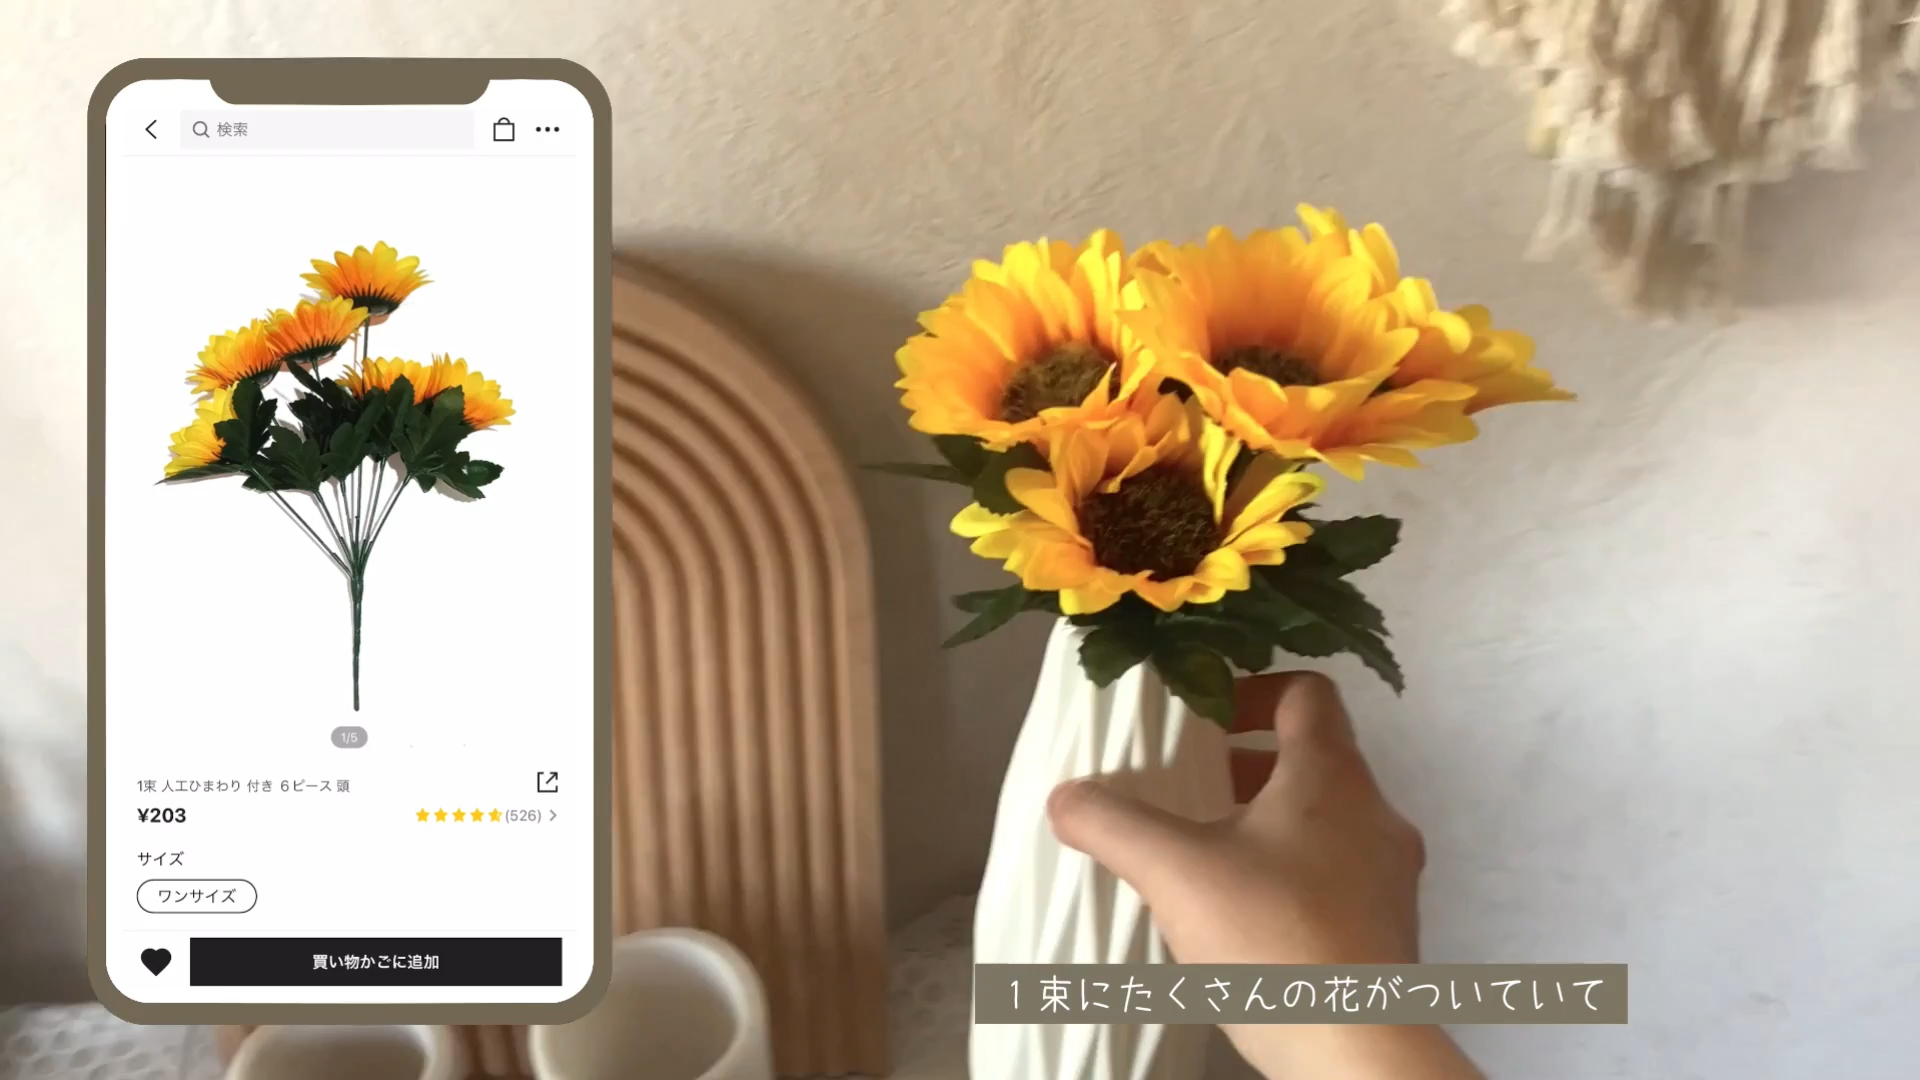 検索
1/5
1束 人工ひまわり 付き 6ピース 頭
¥203
(526)
サイズ
ワンサイズ
買い物かごに追加
1束にたくさんの花がついていて